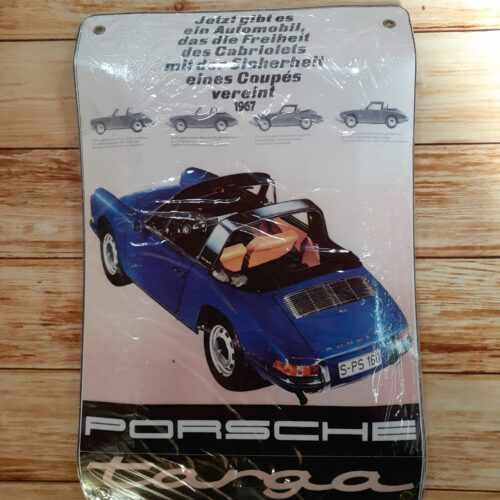 Jetzt gibt es
ein Automobil,
das die Freiheit
des Cabriolets
mit der Sicherheit
eines Coupés
vereint
1967
S-PS 160
PORSCHE
targa